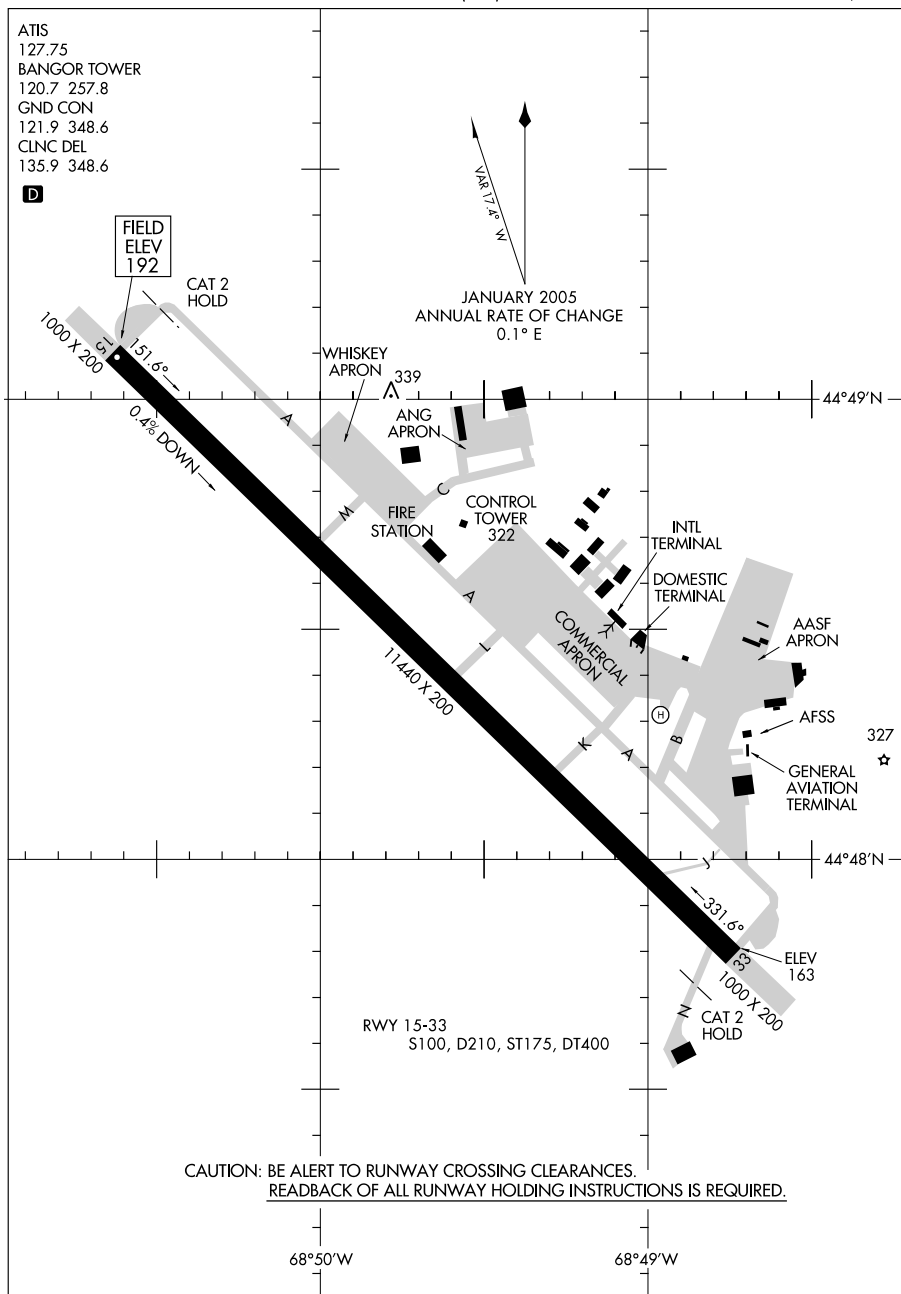 ATIS
127.75
BANGOR TOWER
120.7 257.8
GND CON
121.9 348.6
CLNC DEL
135.9 348.6
D
VAR 17.4° W
JANUARY 2005
ANNUAL RATE OF CHANGE
0.1° E
FIELD
ELEV
192
CAT 2
HOLD
1000 X 200
15
151.6°
0.4% DOWN
A
WHISKEY
APRON
339
44°49'N
ANG
APRON
C
M
FIRE
STATION
CONTROL
TOWER
322
INTL
TERMINAL
DOMESTIC
TERMINAL
A
L
COMMERCIAL
APRON
AASF
APRON
11440 X 200
H
K
A
B
AFSS
327
GENERAL
AVIATION
TERMINAL
44°48'N
J
331.6°
33
ELEV
163
1000 X 200
N
CAT 2
HOLD
RWY 15-33
S100, D210, ST175, DT400
CAUTION: BE ALERT TO RUNWAY CROSSING CLEARANCES.
READBACK OF ALL RUNWAY HOLDING INSTRUCTIONS IS REQUIRED.
68°50'W
68°49'W